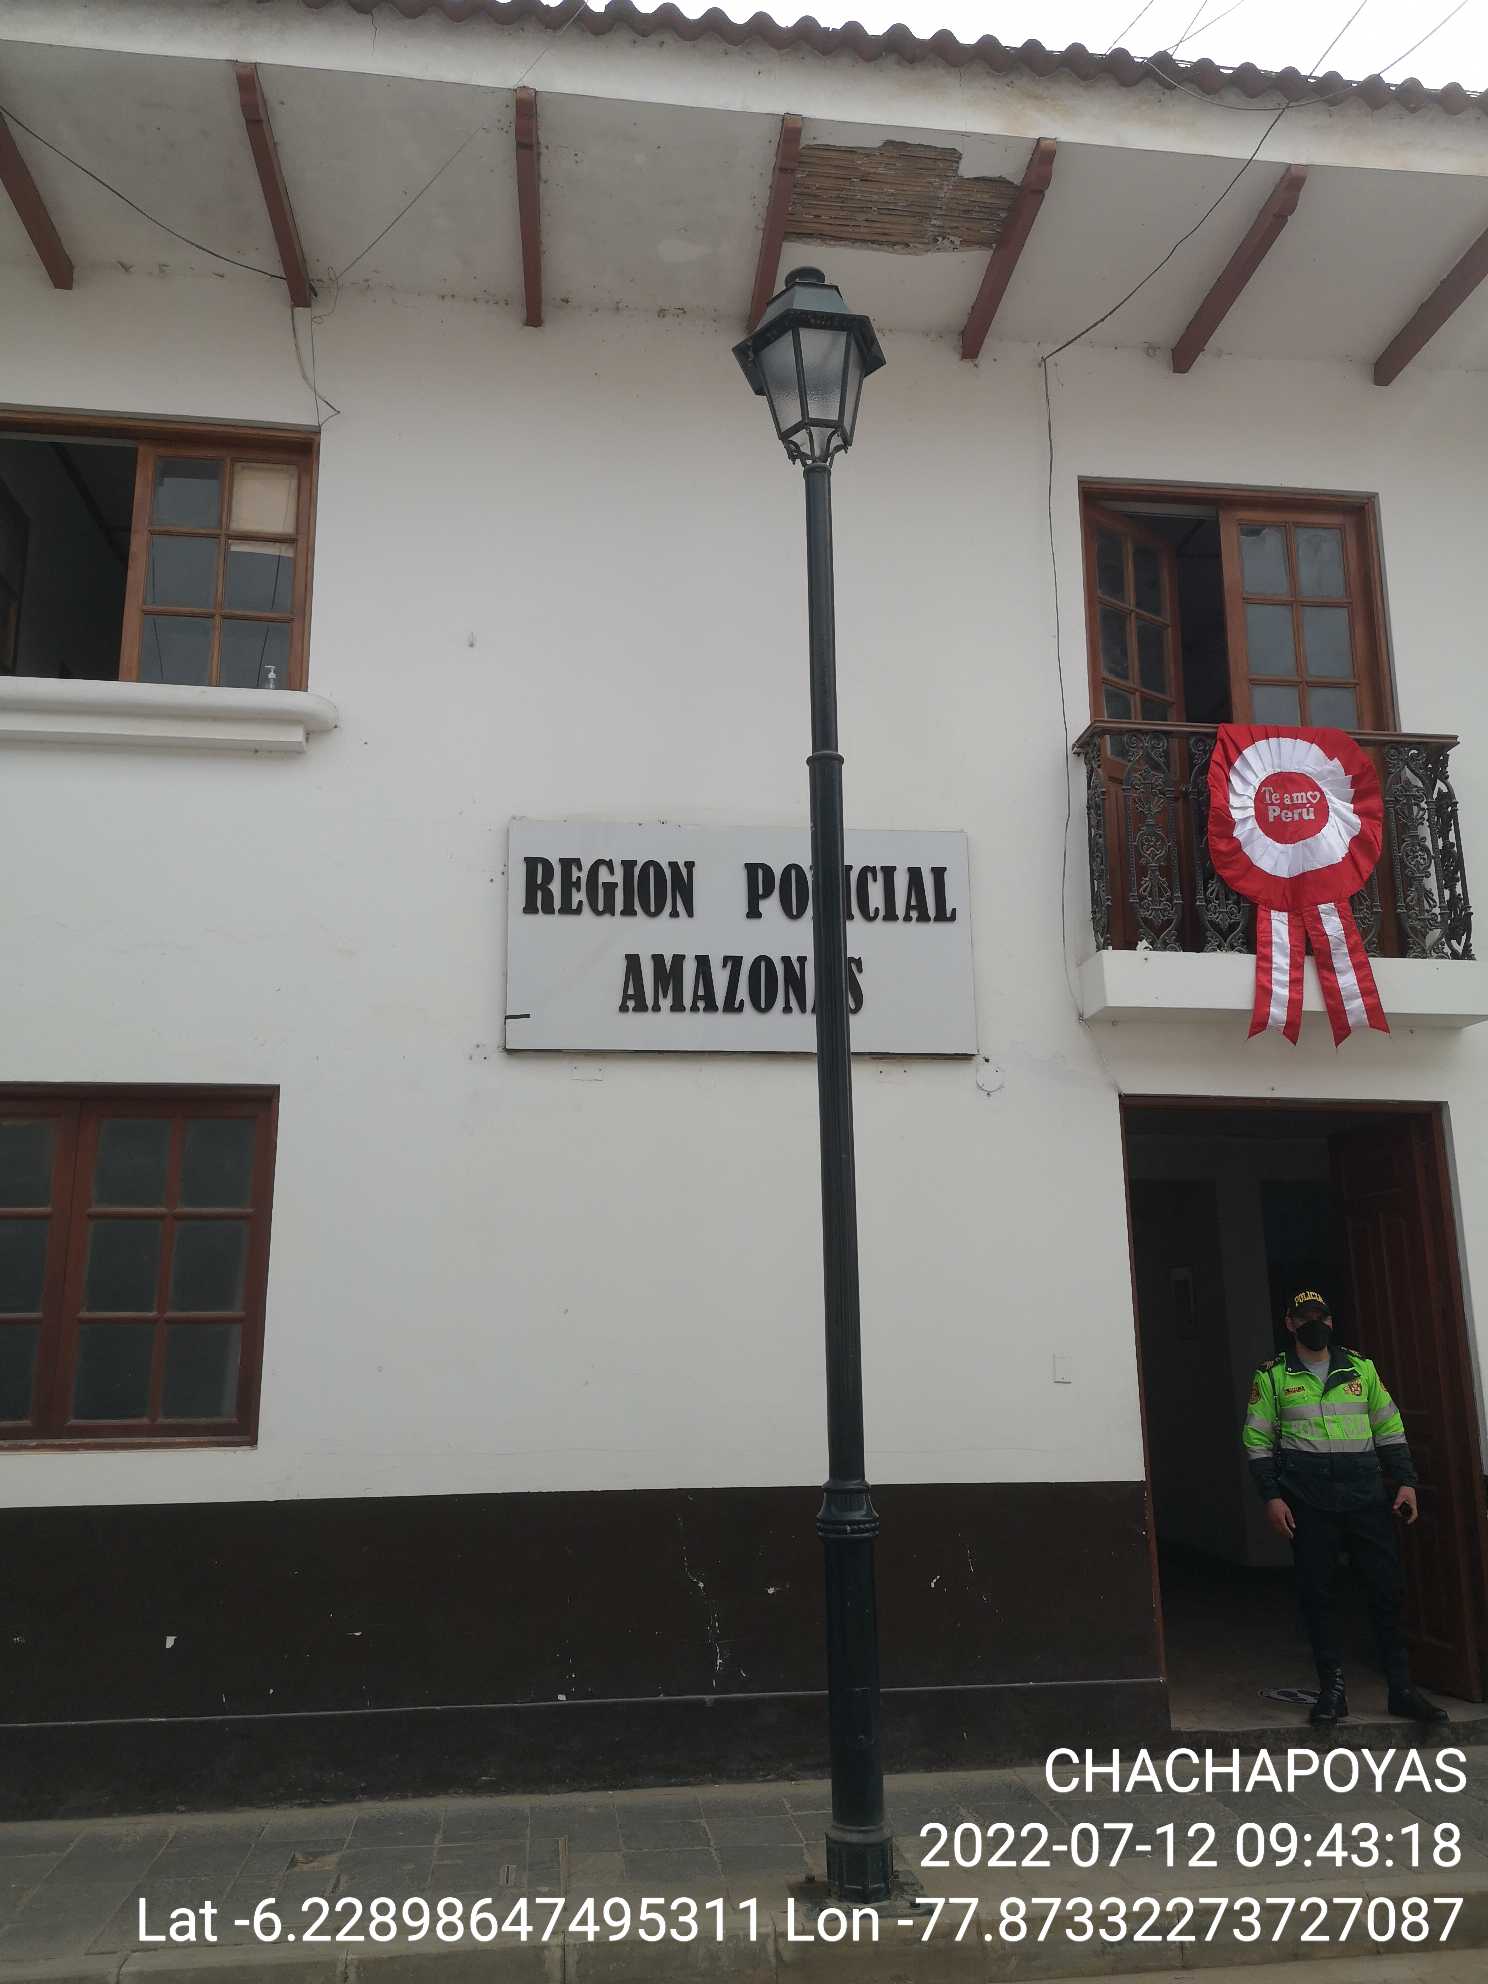 Te amo
Perú
REGION POLICIAL
AMAZONAS
POLICIA
POLICIA
CHACHAPOYAS
2022-07-12 09:43:18
Lat -6.22898647495311 Lon -77.87332273727087